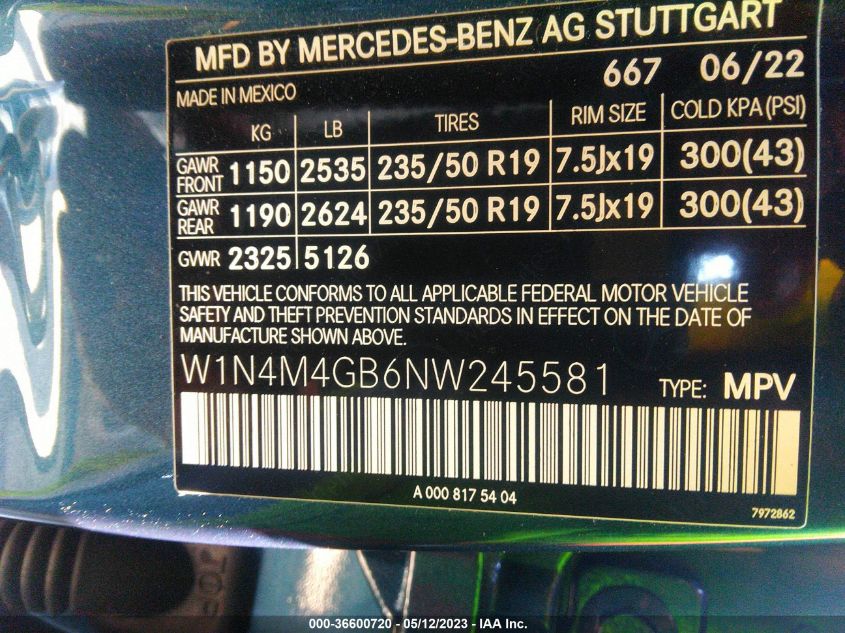 MFD BY MERCEDES-BENZ AG STUTTGART
667 06/22
MADE IN MEXICO
KG LB TIRES RIM SIZE COLD KPA (PSI)
GAWR FRONT 1150 2535 235/50 R19 7.5Jx19 300(43)
GAWR REAR 1190 2624 235/50 R19 7.5Jx19 300(43)
GVWR 2325 5126
THIS VEHICLE CONFORMS TO ALL APPLICABLE FEDERAL MOTOR VEHICLE
SAFETY AND THEFT PREVENTION STANDARDS IN EFFECT ON THE DATE OF
MANUFACTURE SHOWN ABOVE.
W1N4M4GB6NW245581 TYPE: MPV
A 000 817 54 04
7972862
TOP
000-36600720 - 05/12/2023 - IAA Inc.